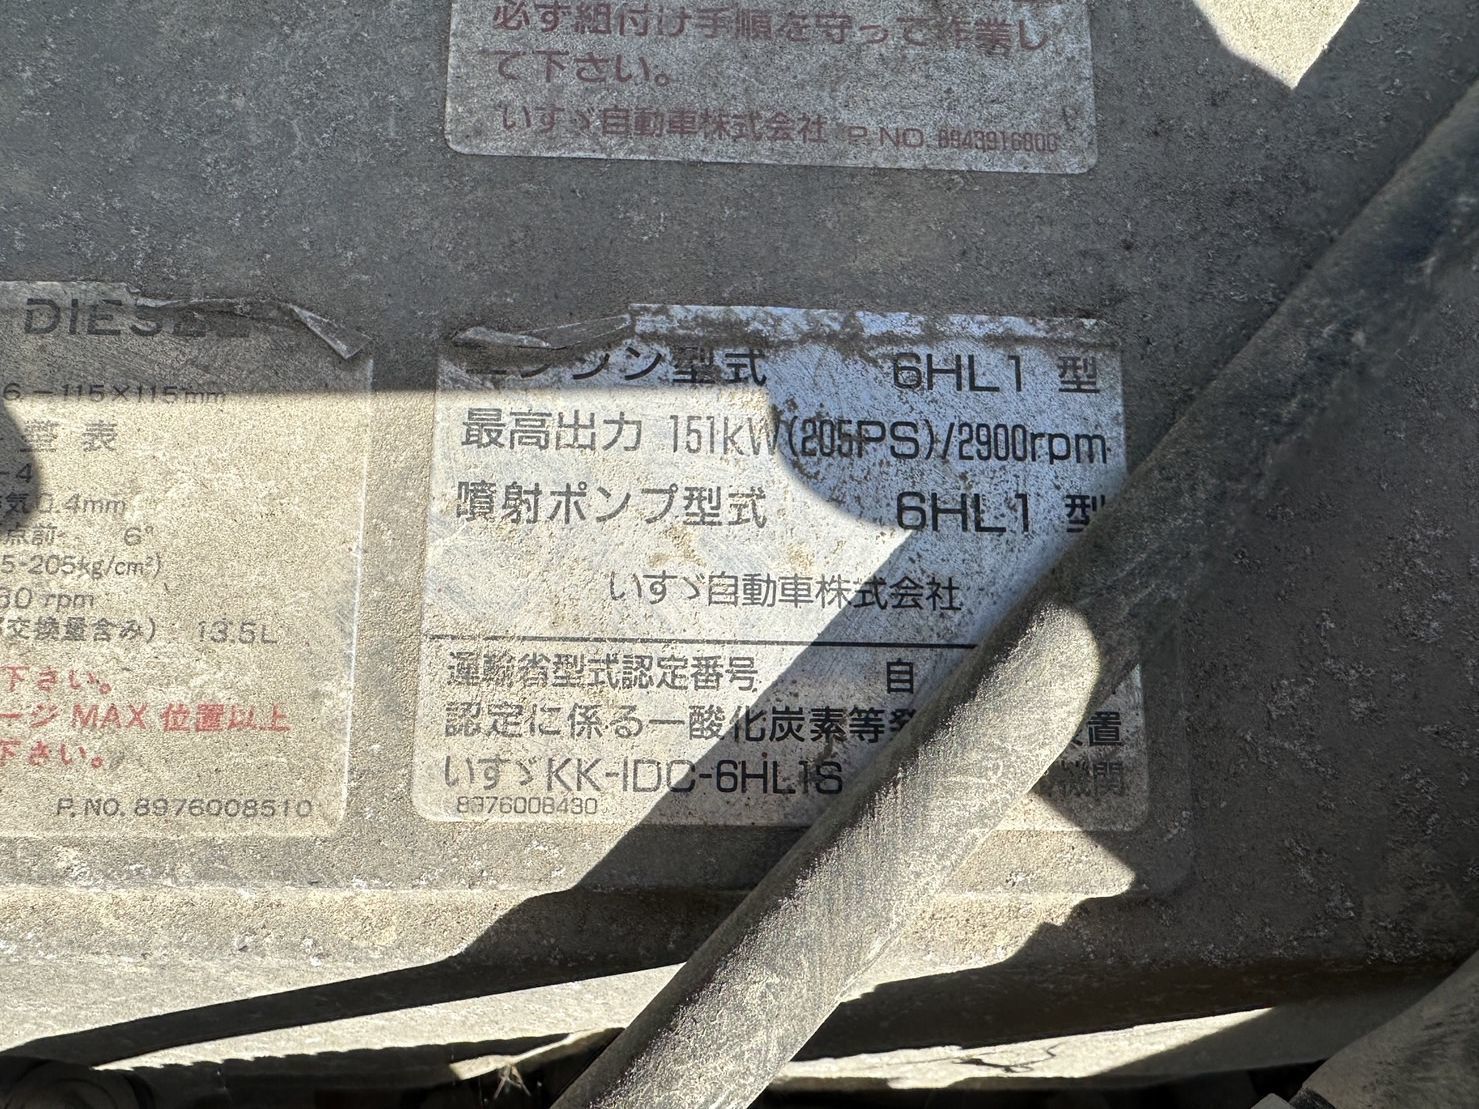 必ず組付け手順を守って作業し
て下さい。
いすゞ自動車株式会社 P. NO. 8943916800
DIESEL
6-115×115mm
整 表
-4
気 0.4mm
点前 6°
5-205kg/cm²)
rpm
交換量含み) 13.5L
下さい。
ージ MAX 位置以上
下さい。
P. NO. 8976008510
エンジン型式 6HL1 型
最高出力 151kW(205PS)/2900rpm
噴射ポンプ型式 6HL1 型
いすゞ自動車株式会社
運輸省型式認定番号 自
認定に係る一酸化炭素等発 装置
いすゞKK-IDC-6HL1S 機関
8976008430